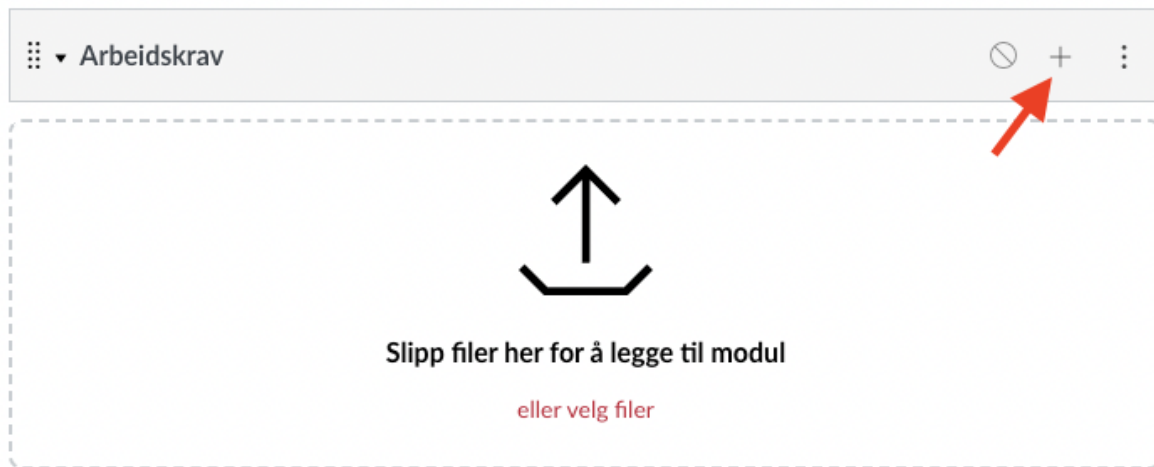 Arbeidskrav
Slipp filer her for å legge til modul
eller velg filer